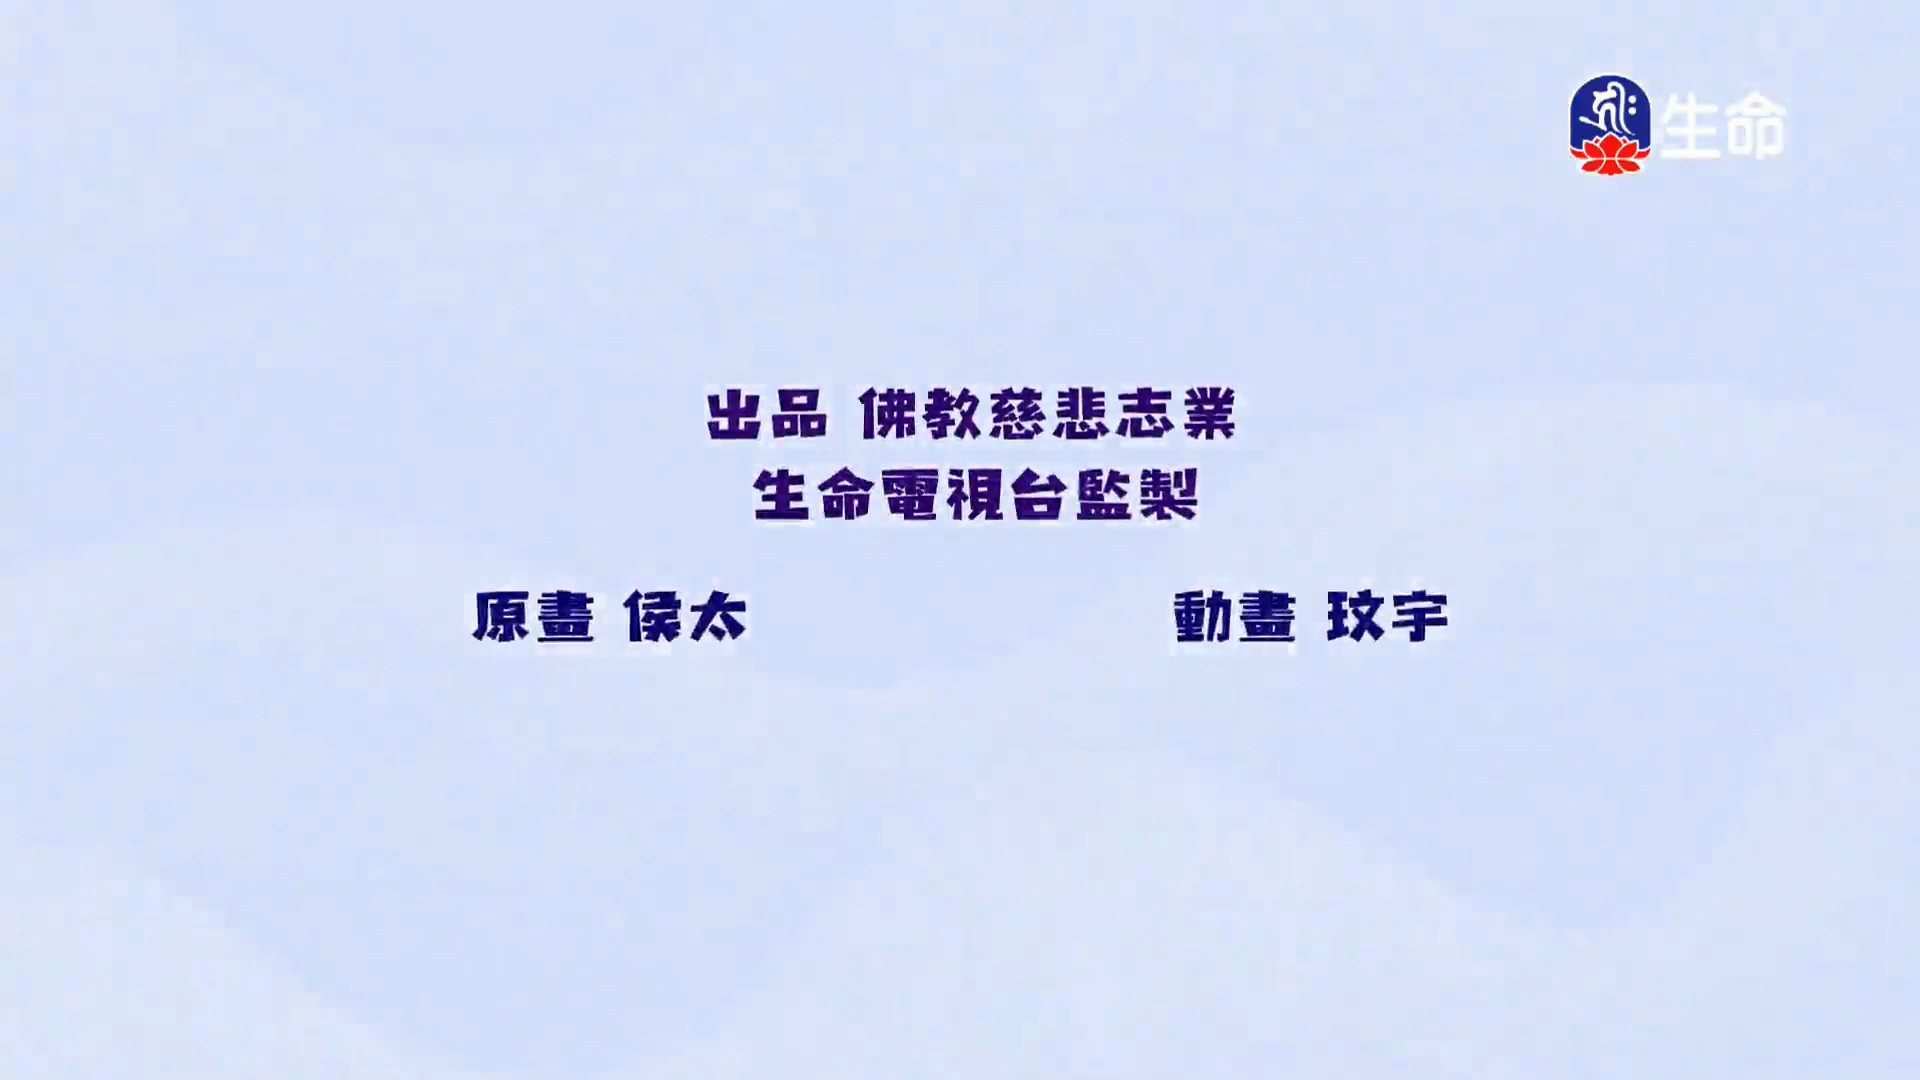 生命
出品 佛教慈悲志業
生命電視台監製
原畫 侯太
動畫 玟宇